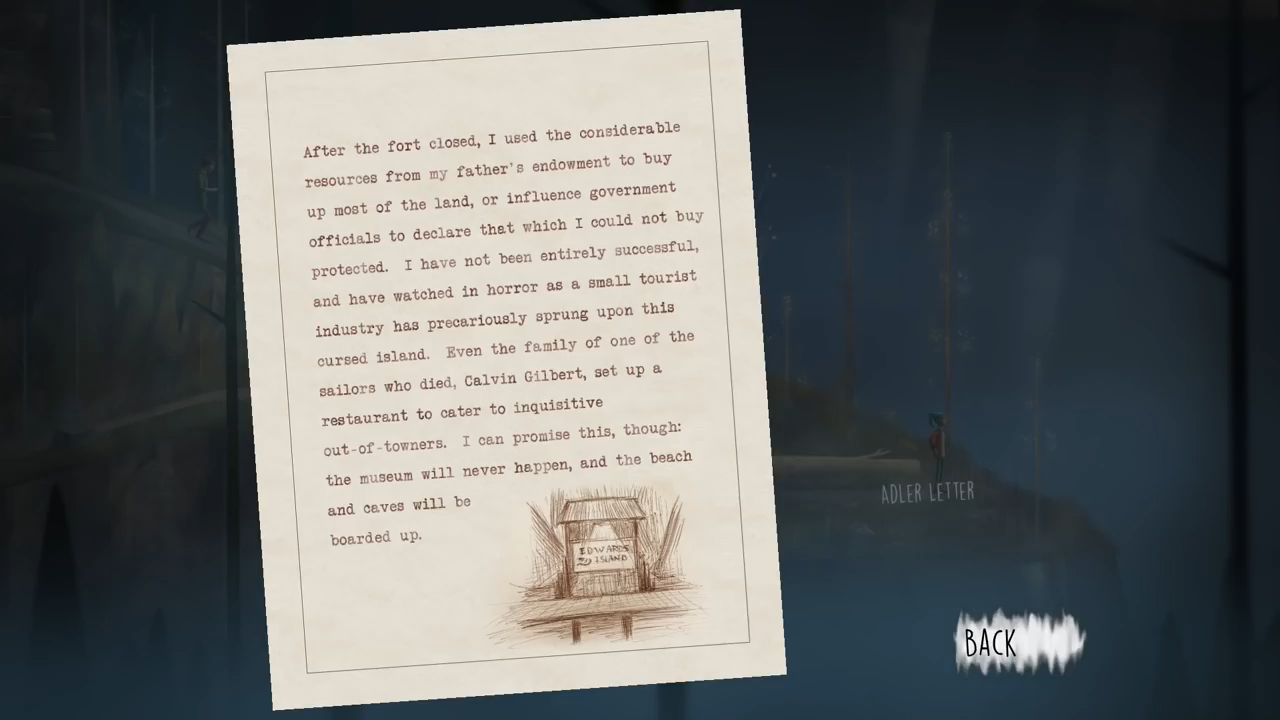 After the fort closed, I used the considerable
resources from my father's endowment to buy
up most of the land, or influence government
officials to declare that which I could not buy
protected.  I have not been entirely successful,
and have watched in horror as a small tourist
industry has precariously sprung upon this
cursed island.  Even the family of one of the
sailors who died, Calvin Gilbert, set up a
restaurant to cater to inquisitive
out-of-towners.  I can promise this, though:
the museum will never happen, and the beach
and caves will be
boarded up.
EDWARDS
ISLAND
ADLER LETTER
BACK